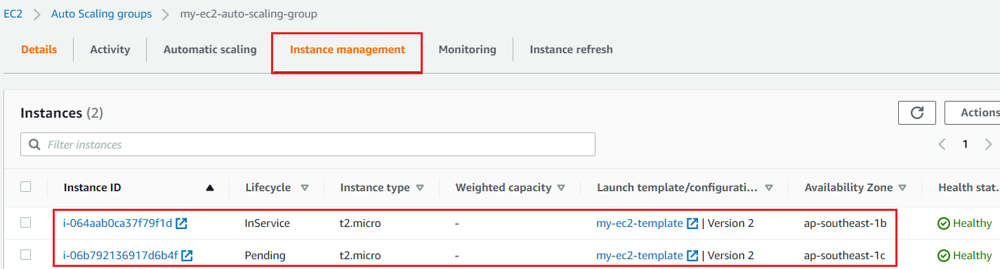 EC2 > Auto Scaling groups > my-ec2-auto-scaling-group
Details Activity Automatic scaling Instance management Monitoring Instance refresh
Instances (2)
Actions
Filter instances
1
Instance ID Lifecycle Instance type Weighted capacity Launch template/configurati... Availability Zone Health stat.
i-064aab0ca37f79f1d InService t2.micro - my-ec2-template | Version 2 ap-southeast-1b Healthy
i-06b792136917d6b4f Pending t2.micro - my-ec2-template | Version 2 ap-southeast-1c Healthy